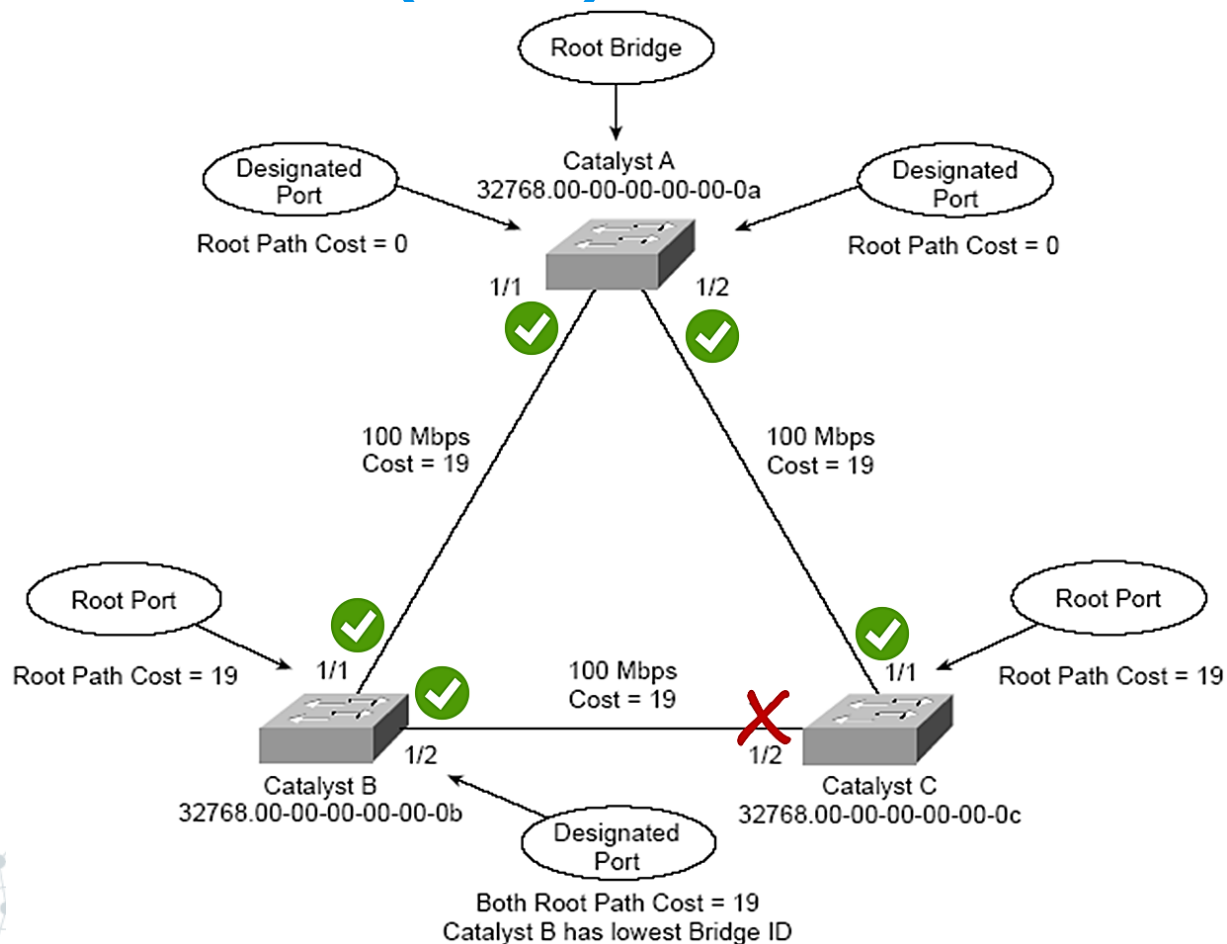 Root Bridge
Catalyst A
32768.00-00-00-00-00-0a
Designated
Port
Root Path Cost = 0
Designated
Port
Root Path Cost = 0
1/1
1/2
100 Mbps
Cost = 19
100 Mbps
Cost = 19
Root Port
Root Path Cost = 19
1/1
100 Mbps
Cost = 19
Root Port
Root Path Cost = 19
1/1
1/2
1/2
Catalyst B
32768.00-00-00-00-00-0b
Catalyst C
32768.00-00-00-00-00-0c
Designated
Port
Both Root Path Cost = 19
Catalyst B has lowest Bridge ID